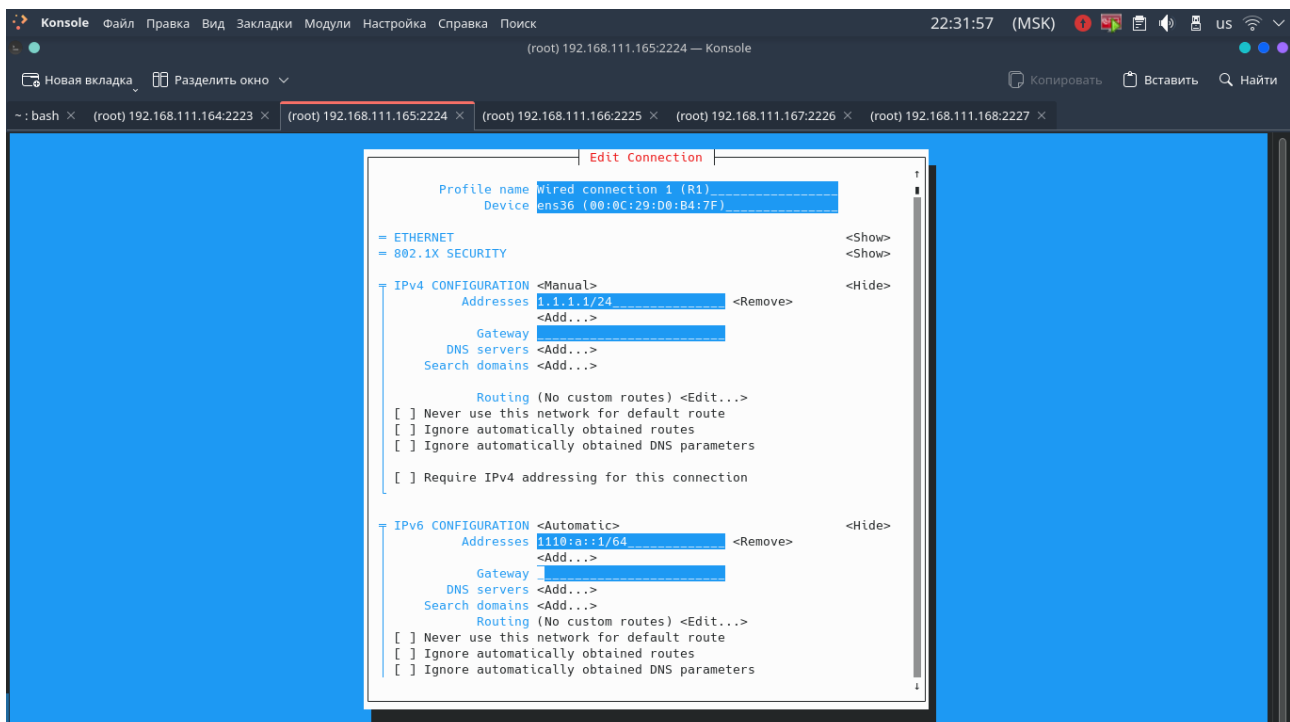 Konsole Файл Правка Вид Закладки Модули Настройка Справка Поиск 22:31:57 (MSK) us
(root) 192.168.111.165:2224 — Konsole
Новая вкладка Разделить окно Копировать Вставить Найти
~ : bash × (root) 192.168.111.164:2223 × (root) 192.168.111.165:2224 × (root) 192.168.111.166:2225 × (root) 192.168.111.167:2226 × (root) 192.168.111.168:2227 ×
Edit Connection
Profile name Wired connection 1 (R1)_________________
Device ens36 (00:0C:29:D0:B4:7F)_______________
= ETHERNET <Show>
= 802.1X SECURITY <Show>
IPv4 CONFIGURATION <Manual> <Hide>
Addresses 1.1.1.1/24_______________ <Remove>
<Add...>
Gateway _________________________
DNS servers <Add...>
Search domains <Add...>
Routing (No custom routes) <Edit...>
[ ] Never use this network for default route
[ ] Ignore automatically obtained routes
[ ] Ignore automatically obtained DNS parameters
[ ] Require IPv4 addressing for this connection
IPv6 CONFIGURATION <Automatic> <Hide>
Addresses 1110:a::1/64_____________ <Remove>
<Add...>
Gateway _________________________
DNS servers <Add...>
Search domains <Add...>
Routing (No custom routes) <Edit...>
[ ] Never use this network for default route
[ ] Ignore automatically obtained routes
[ ] Ignore automatically obtained DNS parameters